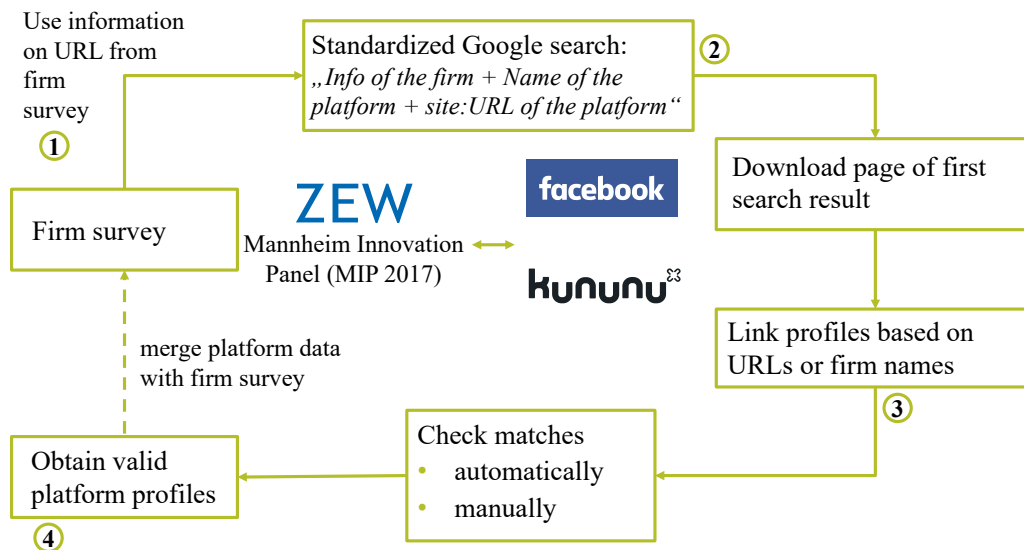 Use information
on URL from
firm
survey
1
Standardized Google search:
„Info of the firm + Name of the
platform + site:URL of the platform“
2
Download page of first
search result
Firm survey
ZEW
Mannheim Innovation
Panel (MIP 2017)
facebook
kununu
Link profiles based on
URLs or firm names
3
merge platform data
with firm survey
Check matches
• automatically
• manually
Obtain valid
platform profiles
4